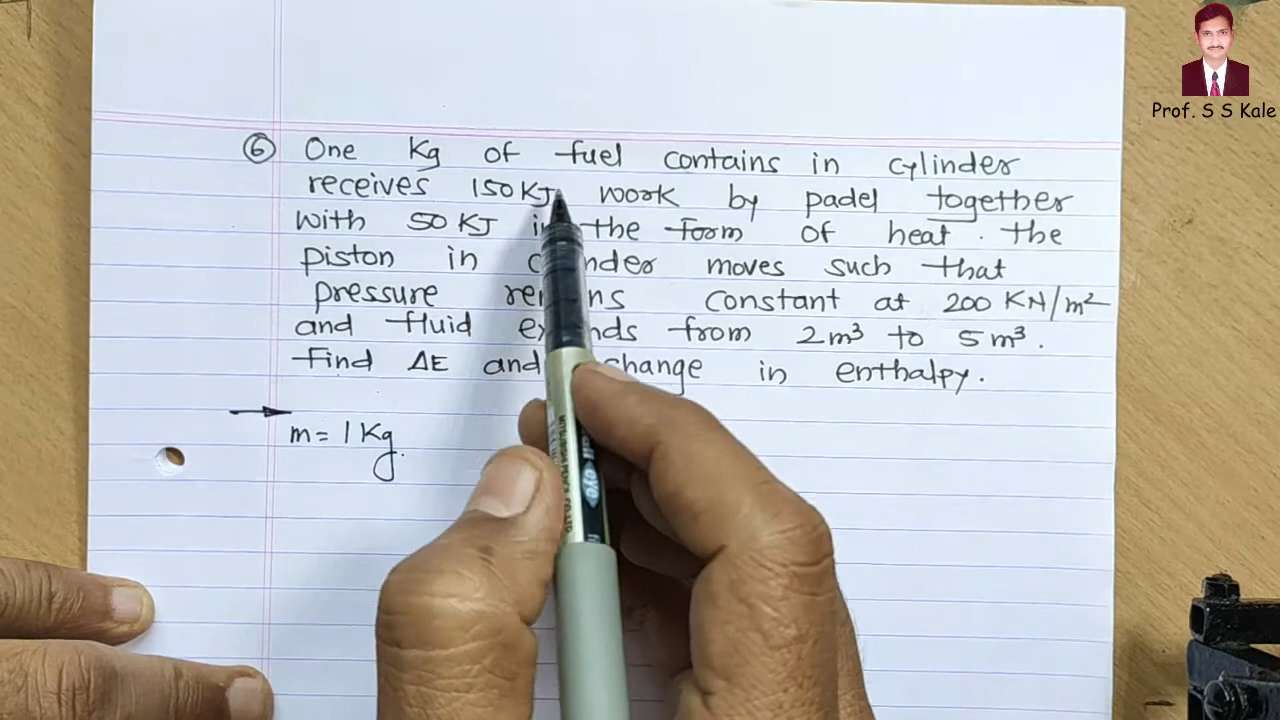 Prof. S S Kale
⑥ One Kg of fuel contains in cylinder
receives 150 KJ work by padel together
with 50 KJ the form of heat. the
piston in moves such that
pressure constant at 200 KN/m²
and fluid from 2m³ to 5m³.
Find ΔE and change in enthalpy.
m = 1 Kg.